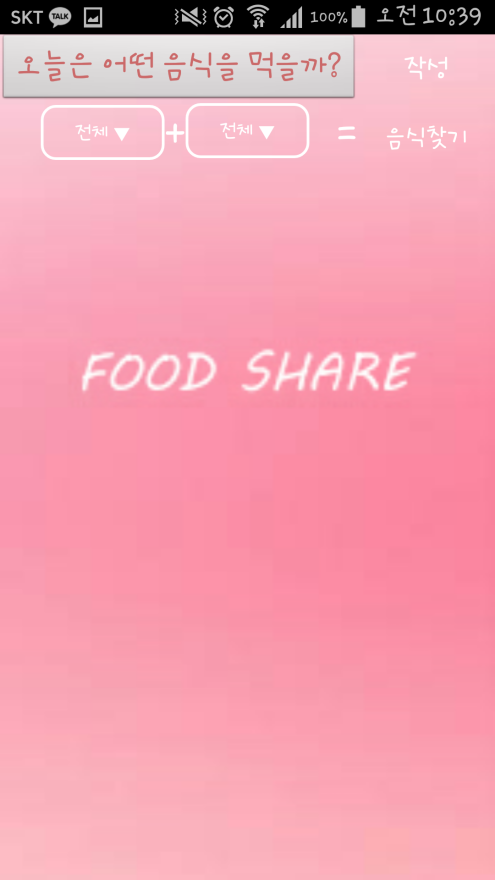 SKT TALK 100% 오전 10:39
오늘은 어떤 음식을 먹을까? 작성
전체 ▼ + 전체 ▼ = 음식찾기
FOOD SHARE